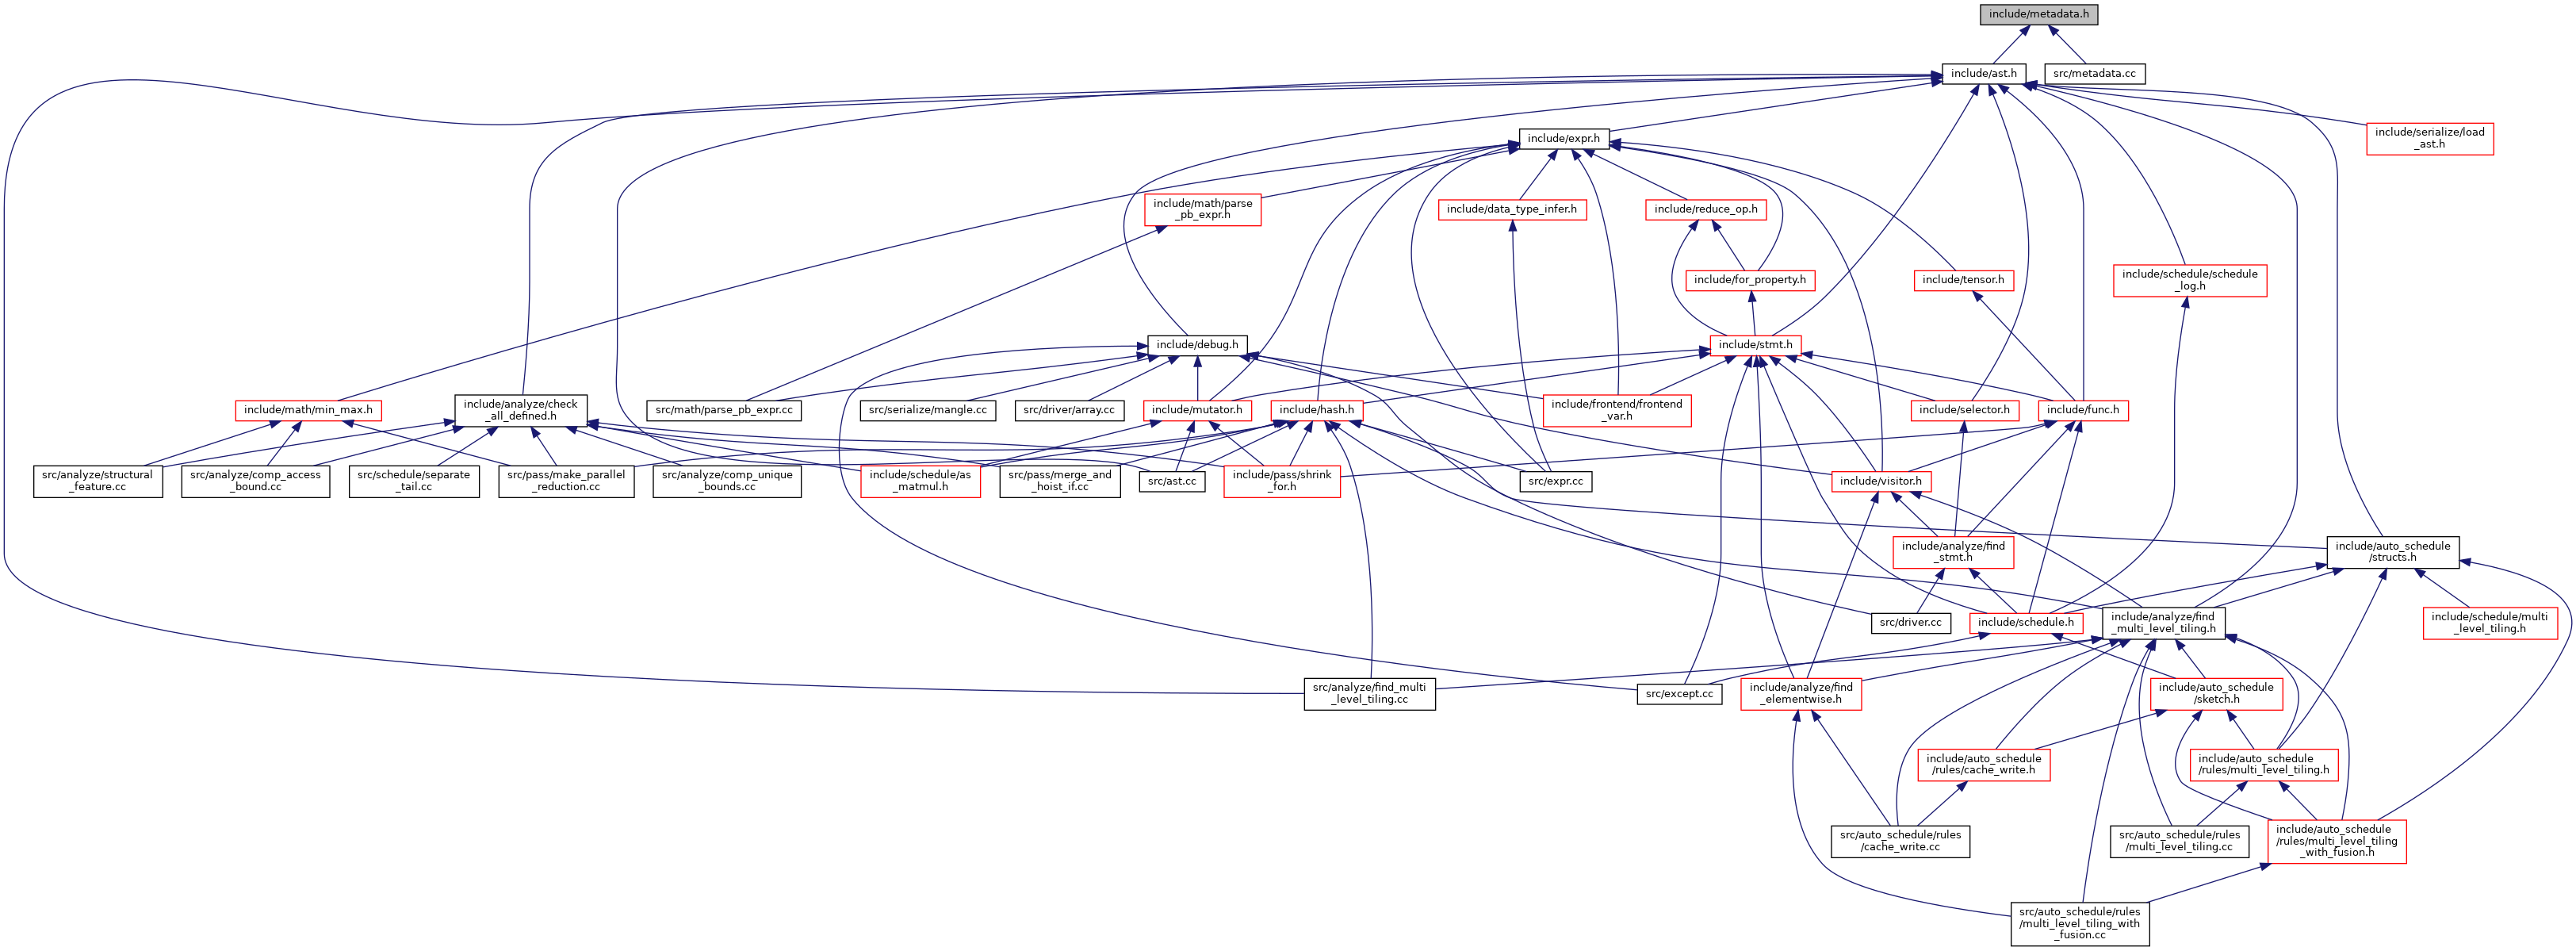 include/metadata.h
include/ast.h
src/metadata.cc
include/expr.h
include/serialize/load
_ast.h
include/math/parse
_pb_expr.h
include/data_type_infer.h
include/reduce_op.h
include/for_property.h
include/tensor.h
include/schedule/schedule
_log.h
include/debug.h
include/stmt.h
include/math/min_max.h
include/analyze/check
_all_defined.h
src/math/parse_pb_expr.cc
src/serialize/mangle.cc
src/driver/array.cc
include/mutator.h
include/hash.h
include/frontend/frontend
_var.h
include/selector.h
include/func.h
src/analyze/structural
_feature.cc
src/analyze/comp_access
_bound.cc
src/schedule/separate
_tail.cc
src/pass/make_parallel
_reduction.cc
src/analyze/comp_unique
_bounds.cc
include/schedule/as
_matmul.h
src/pass/merge_and
_hoist_if.cc
src/ast.cc
include/pass/shrink
_for.h
src/expr.cc
include/visitor.h
include/analyze/find
_stmt.h
include/auto_schedule
/structs.h
src/driver.cc
include/schedule.h
include/analyze/find
_multi_level_tiling.h
include/schedule/multi
_level_tiling.h
src/analyze/find_multi
_level_tiling.cc
src/except.cc
include/analyze/find
_elementwise.h
include/auto_schedule
/sketch.h
include/auto_schedule
/rules/cache_write.h
include/auto_schedule
/rules/multi_level_tiling.h
src/auto_schedule/rules
/cache_write.cc
src/auto_schedule/rules
/multi_level_tiling.cc
include/auto_schedule
/rules/multi_level_tiling
_with_fusion.h
src/auto_schedule/rules
/multi_level_tiling_with
_fusion.cc